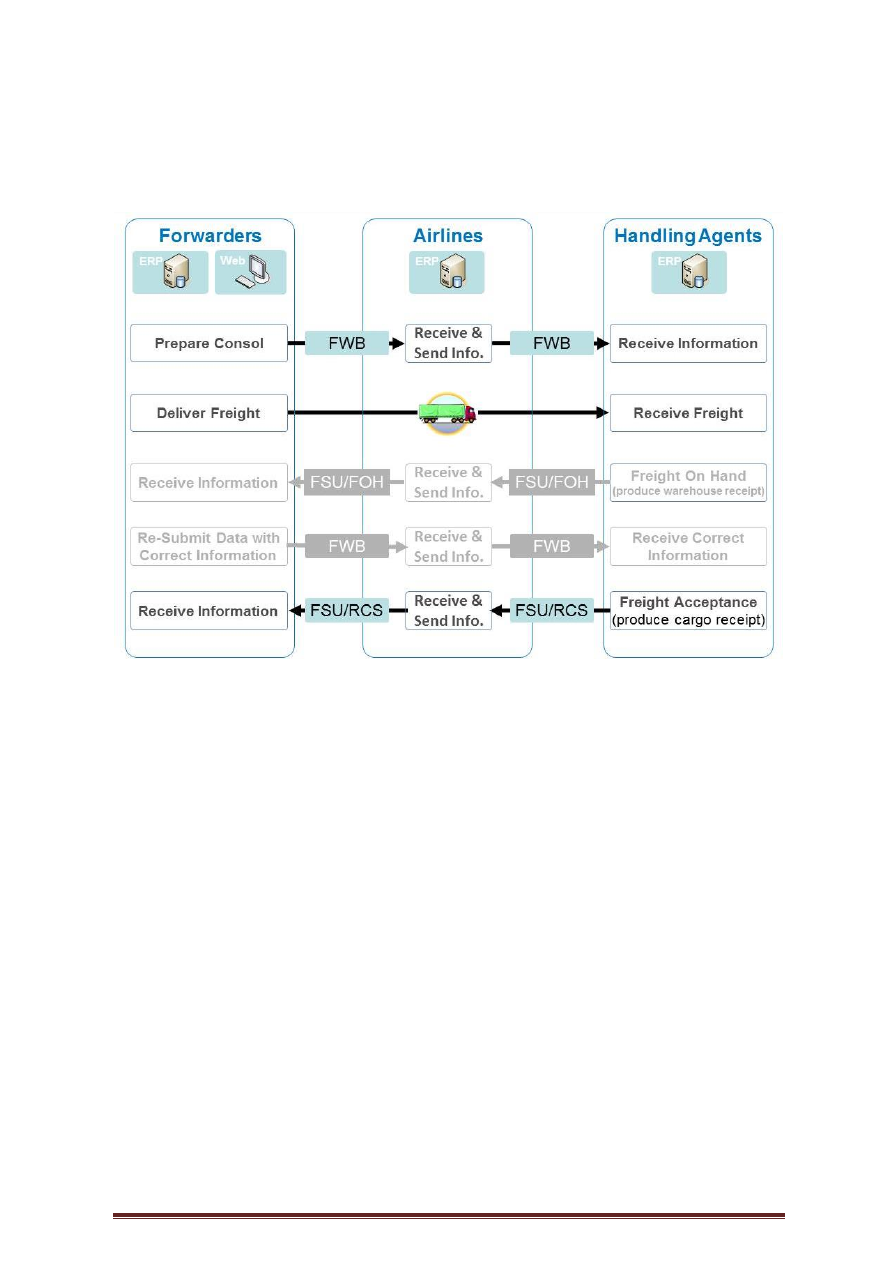 Forwarders
Airlines
Handling Agents
ERP
Web
ERP
ERP
Prepare Consol
FWB
Receive &
Send Info.
FWB
Receive Information
Deliver Freight
Receive Freight
Receive Information
FSU/FOH
Receive &
Send Info.
FSU/FOH
Freight On Hand
(produce warehouse receipt)
Re-Submit Data with
Correct Information
FWB
Receive &
Send Info.
FWB
Receive Correct
Information
Receive Information
FSU/RCS
Receive &
Send Info.
FSU/RCS
Freight Acceptance
(produce cargo receipt)